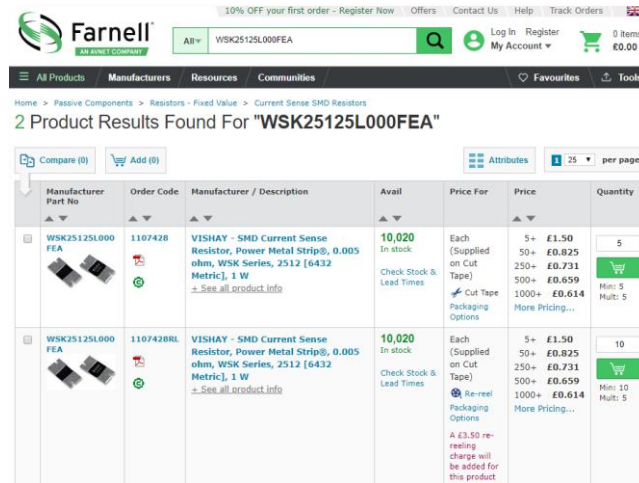 10% OFF your first order - Register Now Offers Contact Us Help Track Orders
Farnell
AN AVNET COMPANY
All▾ WSK25125L000FEA
Log In Register
My Account ▾
0 items
£0.00
All Products Manufacturers Resources Communities Favourites Tools
Home > Passive Components > Resistors - Fixed Value > Current Sense SMD Resistors
2 Product Results Found For "WSK25125L000FEA"
Compare (0) Add (0) Attributes 1 25 ▾ per page
Manufacturer Part No Order Code Manufacturer / Description Avail Price For Price Quantity
WSK25125L000
FEA
1107428
VISHAY - SMD Current Sense
Resistor, Power Metal Strip®, 0.005
ohm, WSK Series, 2512 [6432
Metric], 1 W
+ See all product info
10,020
In stock
Check Stock &
Lead Times
Each
(Supplied
on Cut
Tape)
Cut Tape
Packaging
Options
5+ £1.50
50+ £0.825
250+ £0.731
500+ £0.659
1000+ £0.614
More Pricing...
5
Min: 5
Mult: 5
WSK25125L000
FEA
1107428RL
VISHAY - SMD Current Sense
Resistor, Power Metal Strip®, 0.005
ohm, WSK Series, 2512 [6432
Metric], 1 W
+ See all product info
10,020
In stock
Check Stock &
Lead Times
Each
(Supplied
on Cut
Tape)
Re-reel
Packaging
Options
A £3.50 re-
reeling
charge will
be added for
this product
5+ £1.50
50+ £0.825
250+ £0.731
500+ £0.659
1000+ £0.614
More Pricing...
10
Min: 10
Mult: 5